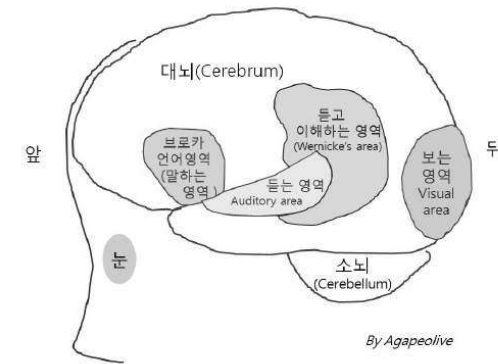 대뇌(Cerebrum)
앞
브로카
언어영역
(말하는
영역)
듣고
이해하는 영역
(Wernicke's area)
듣는 영역
Auditory area
보는
영역
Visual
area
뒤
눈
소뇌
(Cerebellum)
By Agapeolive